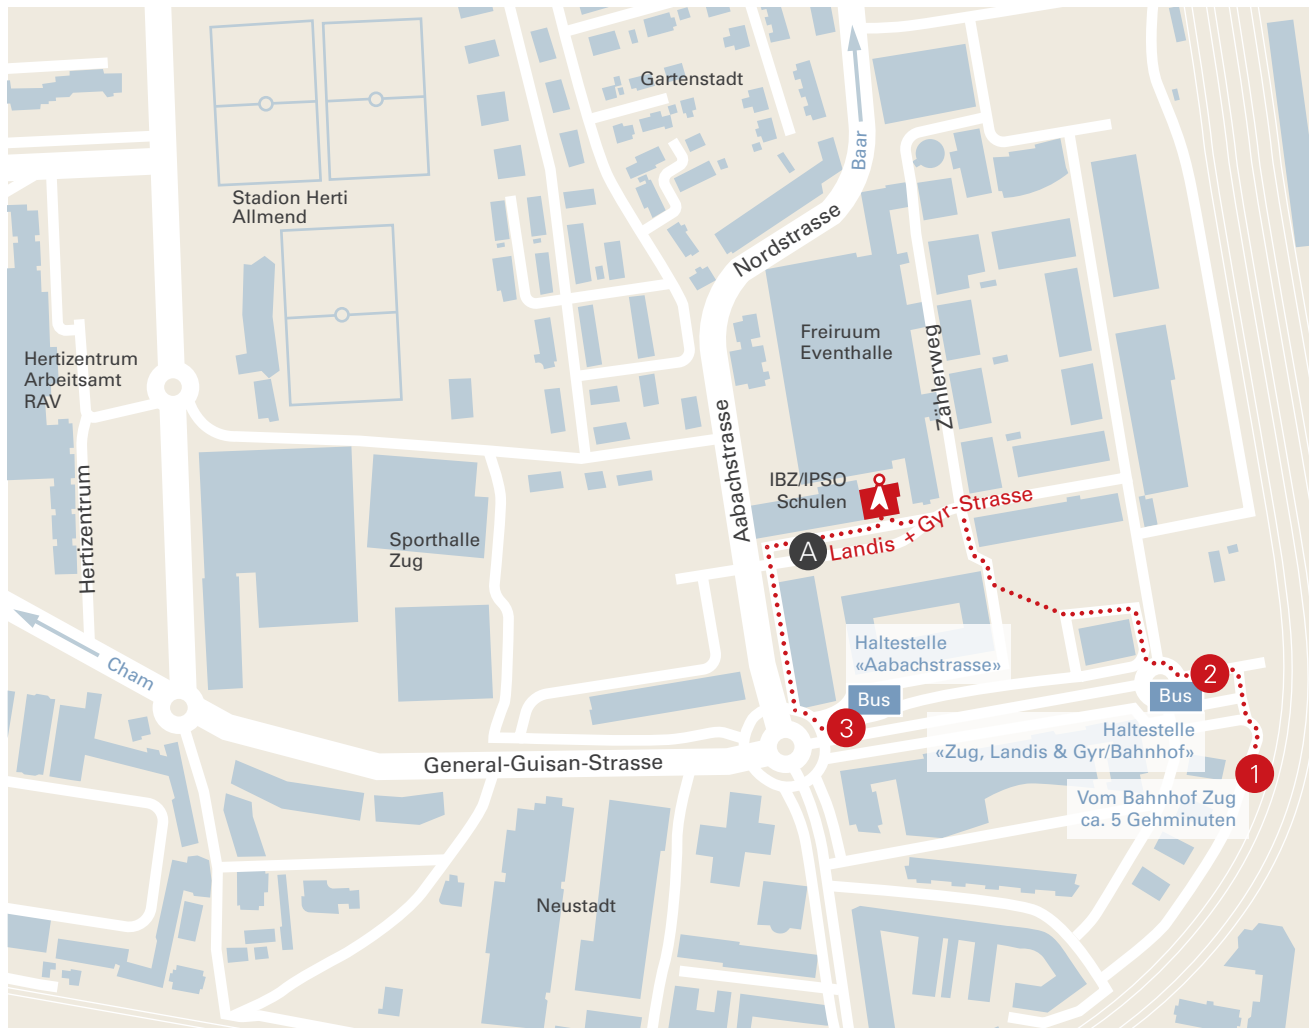 Gartenstadt
Baar
Stadion Herti
Allmend
Nordstrasse
Freiruum
Eventhalle
Zählerweg
Hertizentrum
Arbeitsamt
RAV
Aabachstrasse
Hertizentrum
IBZ/IPSO
Schulen
Landis + Gyr-Strasse
A
Sporthalle
Zug
Cham
Haltestelle
«Aabachstrasse»
Bus
3
2
Bus
Haltestelle
«Zug, Landis & Gyr/Bahnhof»
1
Vom Bahnhof Zug
ca. 5 Gehminuten
General-Guisan-Strasse
Neustadt